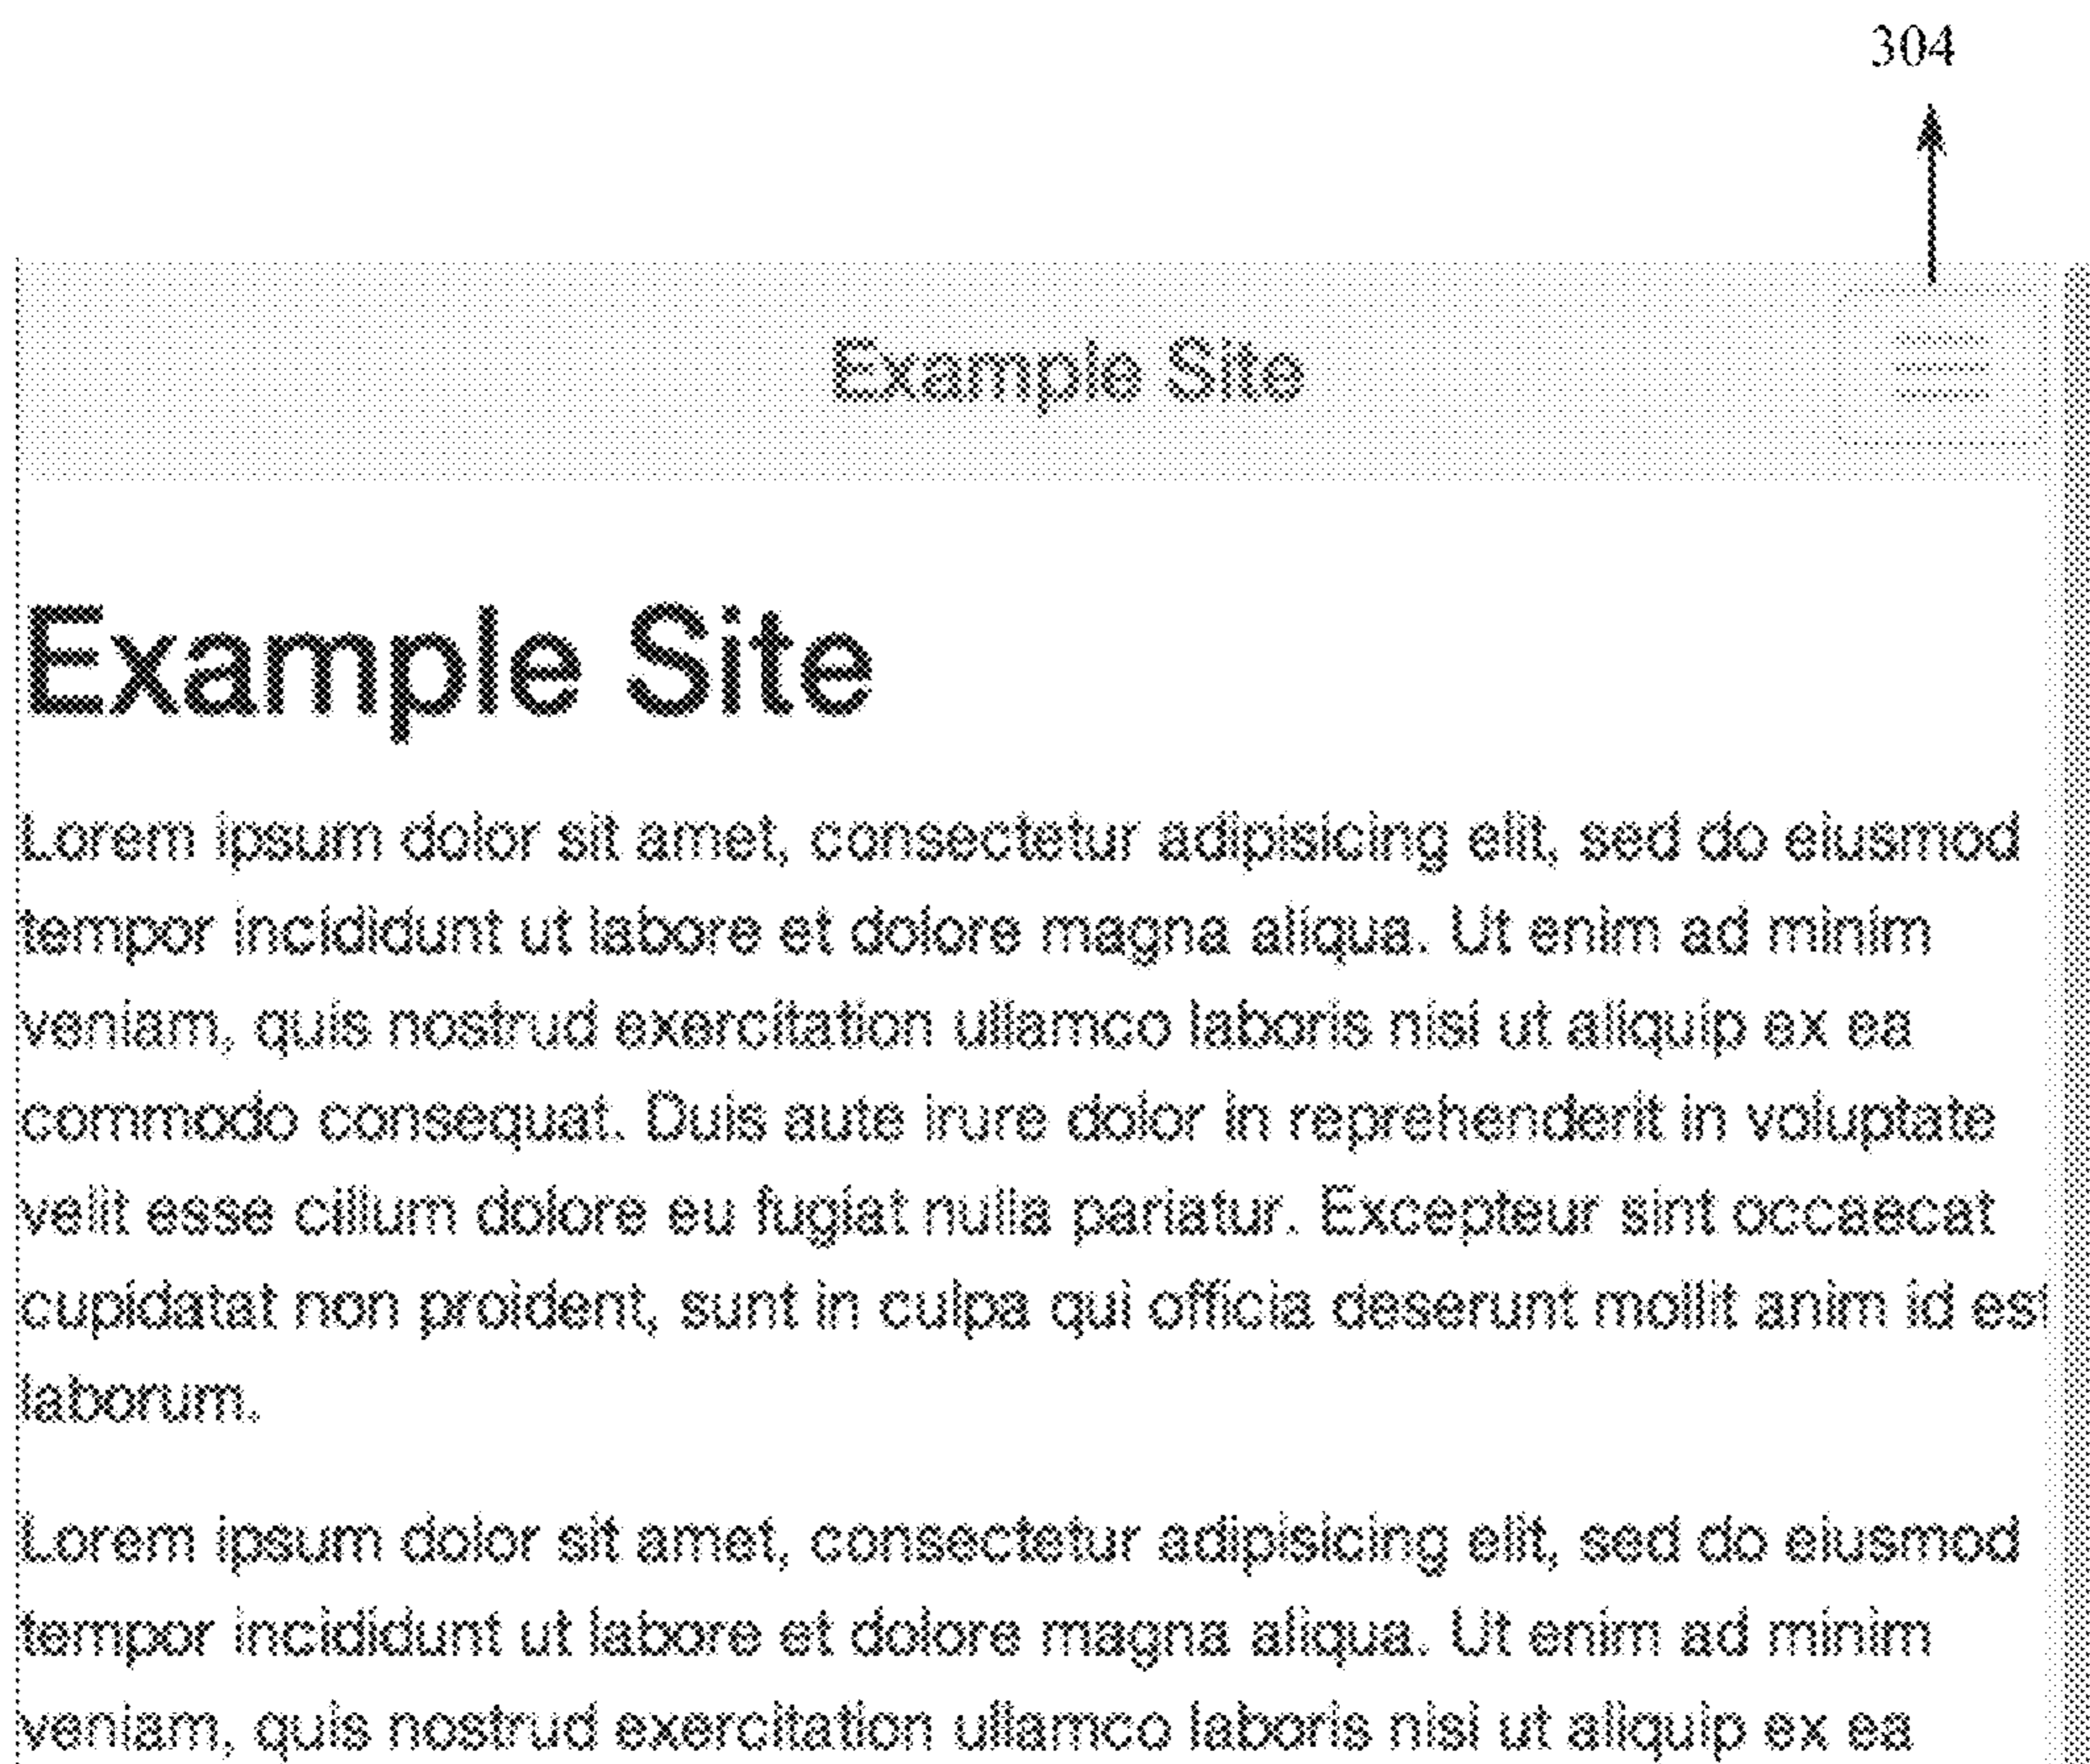 304
Example Site
Example Site
Lorem ipsum dolor sit amet, consectetur adipisicing elit, sed do eiusmod
tempor incididunt ut labore et dolore magna aliqua. Ut enim ad minim
veniam, quis nostrud exercitation ullamco laboris nisi ut aliquip ex ea
commodo consequat. Duis aute irure dolor in reprehenderit in voluptate
velit esse cillum dolore eu fugiat nulla pariatur. Excepteur sint occaecat
cupidatat non proident, sunt in culpa qui officia deserunt mollit anim id est
laborum.
Lorem ipsum dolor sit amet, consectetur adipisicing elit, sed do eiusmod
tempor incididunt ut labore et dolore magna aliqua. Ut enim ad minim
veniam, quis nostrud exercitation ullamco laboris nisi ut aliquip ex ea